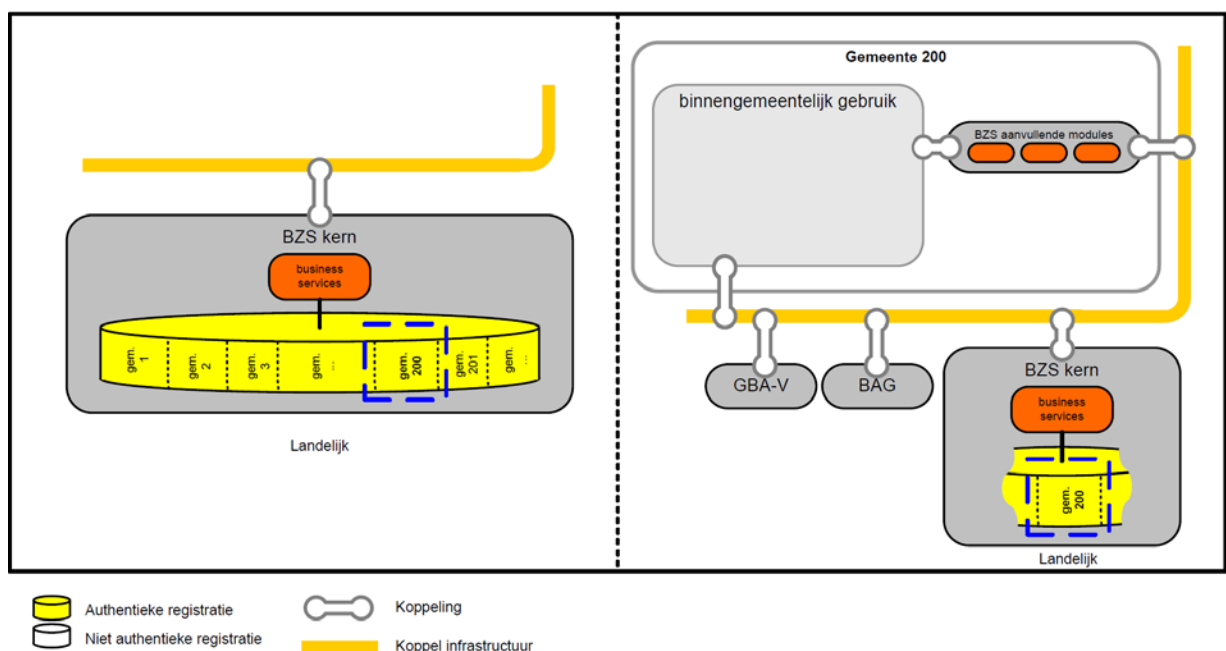 BZS kern
business
services
gem.
1
gem.
2
gem.
3
gem.
...
gem.
200
gem.
201
gem.
...
Landelijk
Gemeente 200
binnengemeentelijk gebruik
BZS aanvullende modules
GBA-V
BAG
BZS kern
business
services
gem.
200
Landelijk
Authentieke registratie
Niet authentieke registratie
Koppeling
Koppel infrastructuur